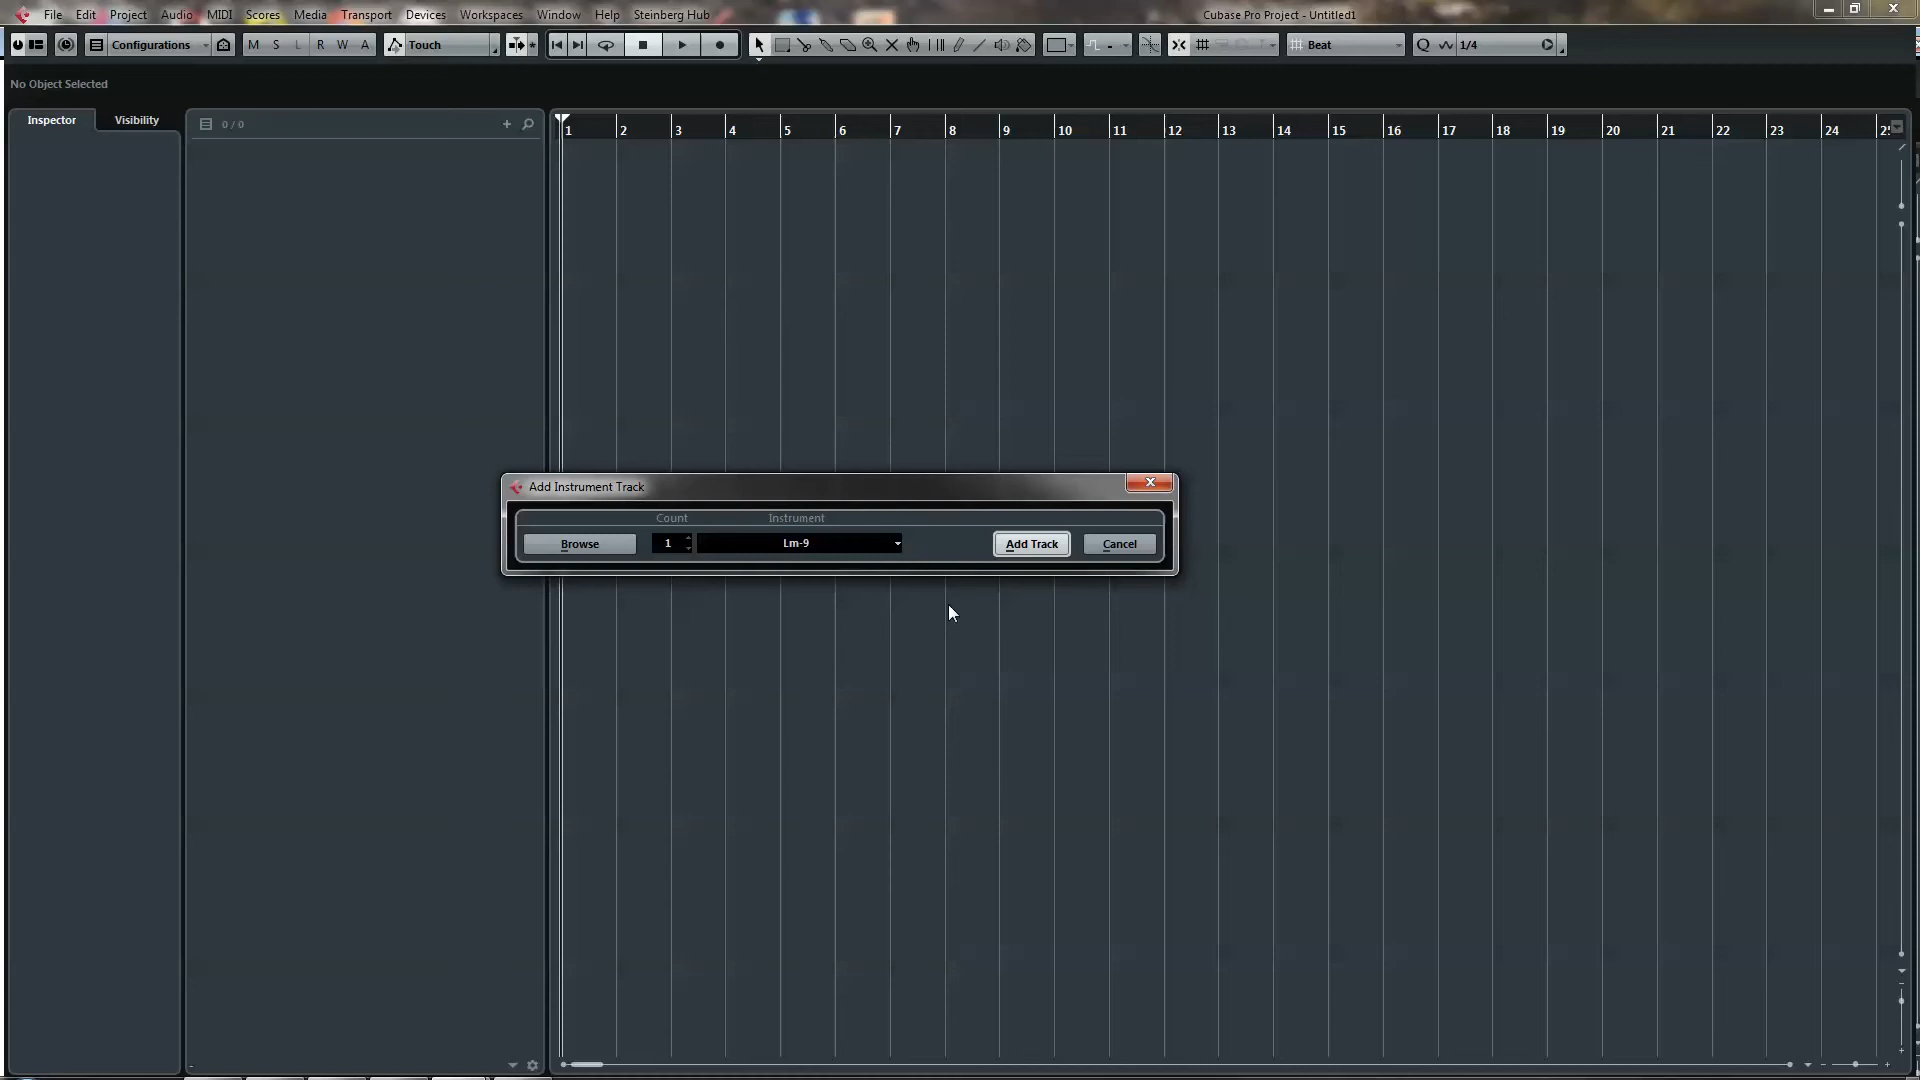 File Edit Project Audio MIDI Scores Media Transport Devices Workspaces Window Help Steinberg Hub Cubase Pro Project - Untitled1
Configurations M S L R W A Touch Beat Q 1/4
No Object Selected
Inspector Visibility 0 / 0
1 2 3 4 5 6 7 8 9 10 11 12 13 14 15 16 17 18 19 20 21 22 23 24
Add Instrument Track
Count Instrument
Browse 1 Lm-9 Add Track Cancel